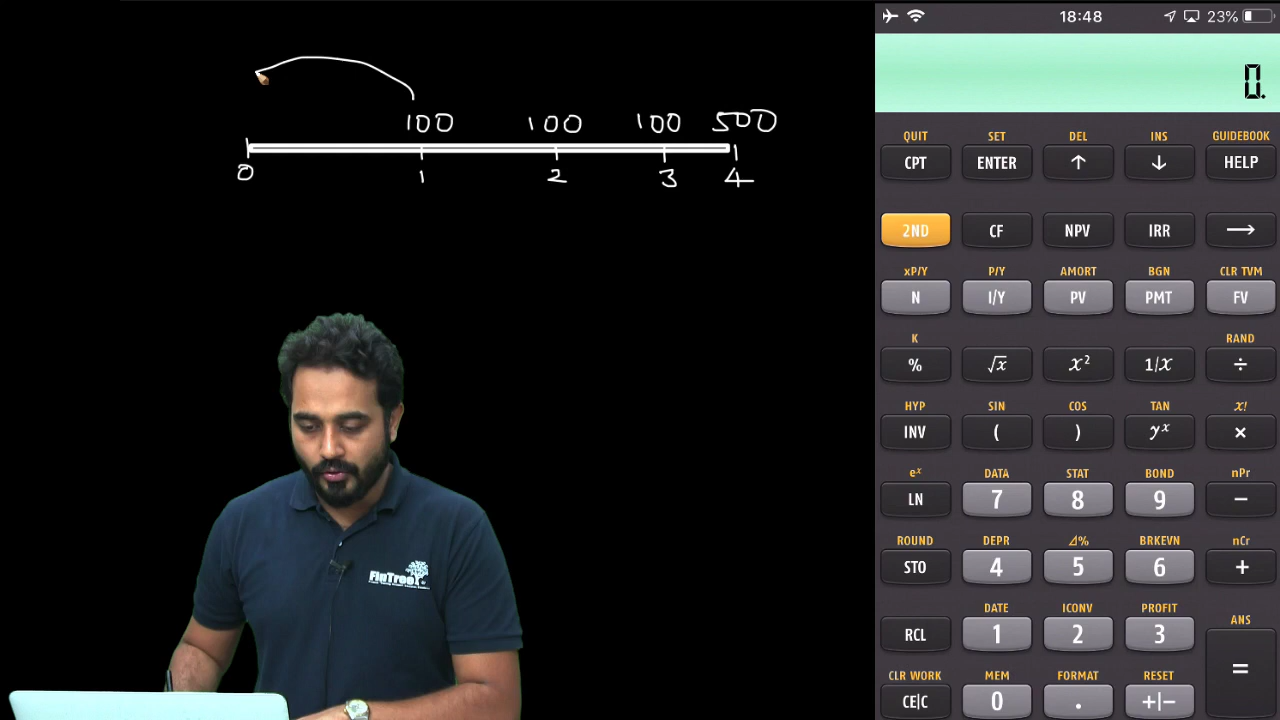 18:48 23%
0.
100 100 100 500
0 1 2 3 4
QUIT SET DEL INS GUIDEBOOK
CPT ENTER ↑ ↓ HELP
2ND CF NPV IRR →
xP/Y P/Y AMORT BGN CLR TVM
N I/Y PV PMT FV
K RAND
% √x x² 1/x ÷
HYP SIN COS TAN x!
INV ( ) yˣ ×
eˣ DATA STAT BOND nPr
LN 7 8 9 −
ROUND DEPR Δ% BRKEVN nCr
STO 4 5 6 +
DATE ICONV PROFIT ANS
RCL 1 2 3 =
CLR WORK MEM FORMAT RESET
CE|C 0 . +|−
FinTree